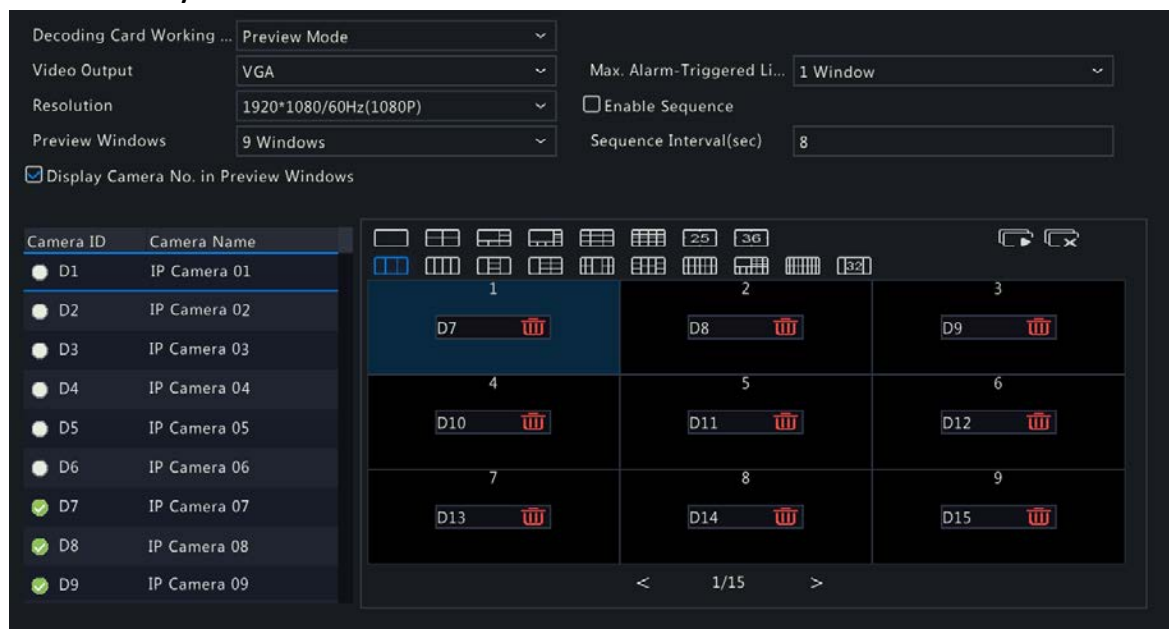 Decoding Card Working ... Preview Mode
Video Output VGA Max. Alarm-Triggered Li... 1 Window
Resolution 1920*1080/60Hz(1080P) Enable Sequence
Preview Windows 9 Windows Sequence Interval(sec) 8
Display Camera No. in Preview Windows
Camera ID Camera Name
25 36
32
D1 IP Camera 01
D2 IP Camera 02
D3 IP Camera 03
D4 IP Camera 04
D5 IP Camera 05
D6 IP Camera 06
D7 IP Camera 07
D8 IP Camera 08
D9 IP Camera 09
1 2 3
D7 D8 D9
4 5 6
D10 D11 D12
7 8 9
D13 D14 D15
< 1/15 >